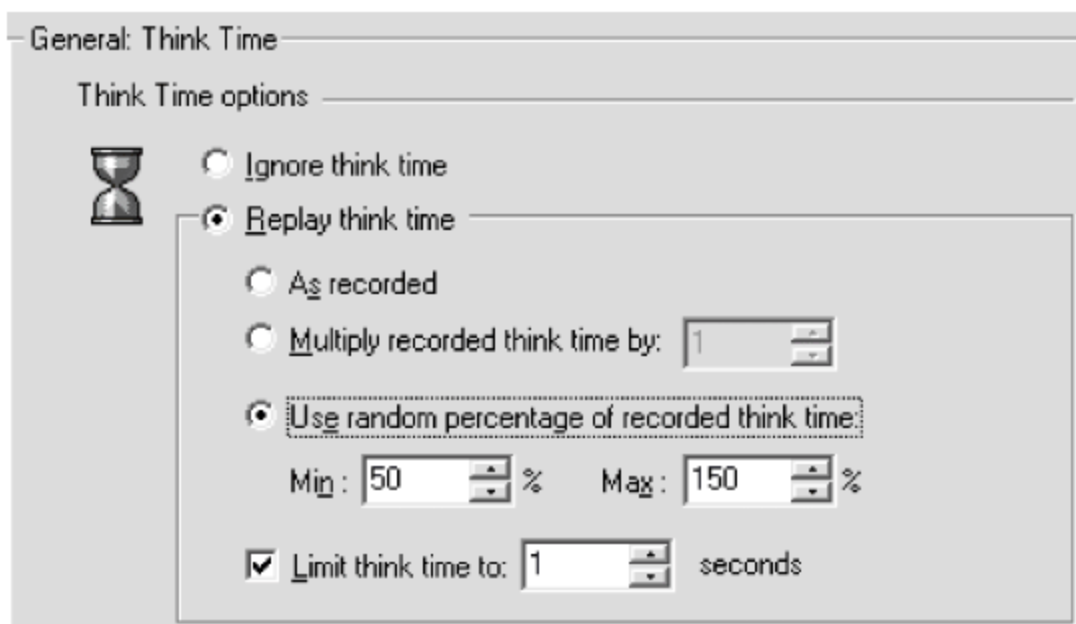 General: Think Time
Think Time options
Ignore think time
Replay think time
As recorded
Multiply recorded think time by: 1
Use random percentage of recorded think time:
Min : 50 % Max : 150 %
Limit think time to: 1 seconds